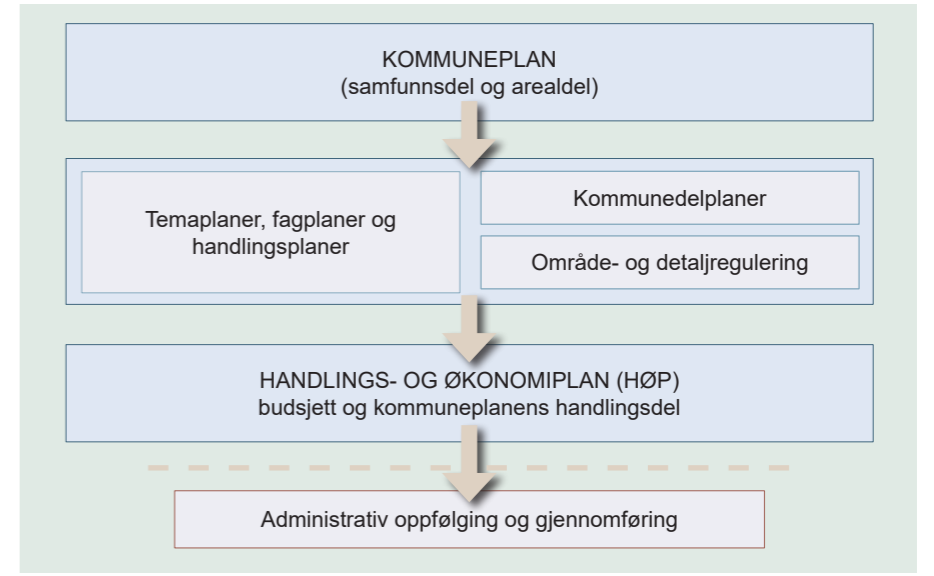 KOMMUNEPLAN
(samfunnsdel og arealdel)
Temaplaner, fagplaner og
handlingsplaner
Kommunedelplaner
Område- og detaljregulering
HANDLINGS- OG ØKONOMIPLAN (HØP)
budsjett og kommuneplanens handlingsdel
Administrativ oppfølging og gjennomføring